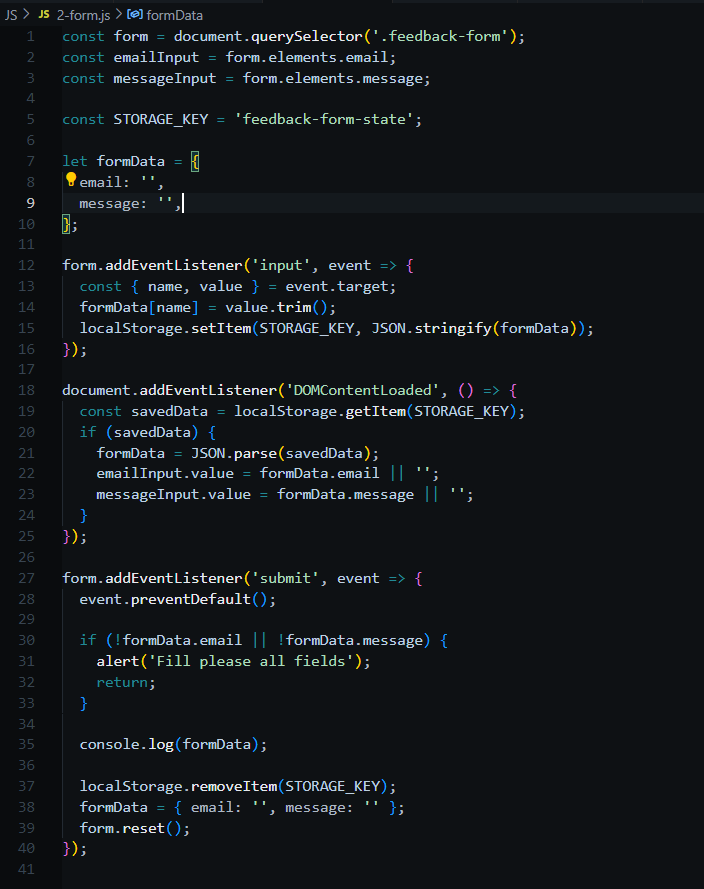 JS > JS 2-form.js > formData
1 const form = document.querySelector('.feedback-form');
2 const emailInput = form.elements.email;
3 const messageInput = form.elements.message;
4
5 const STORAGE_KEY = 'feedback-form-state';
6
7 let formData = {
8   email: '',
9   message: '',
10 };
11
12 form.addEventListener('input', event => {
13   const { name, value } = event.target;
14   formData[name] = value.trim();
15   localStorage.setItem(STORAGE_KEY, JSON.stringify(formData));
16 });
17
18 document.addEventListener('DOMContentLoaded', () => {
19   const savedData = localStorage.getItem(STORAGE_KEY);
20   if (savedData) {
21     formData = JSON.parse(savedData);
22     emailInput.value = formData.email || '';
23     messageInput.value = formData.message || '';
24   }
25 });
26
27 form.addEventListener('submit', event => {
28   event.preventDefault();
29
30   if (!formData.email || !formData.message) {
31     alert('Fill please all fields');
32     return;
33   }
34
35   console.log(formData);
36
37   localStorage.removeItem(STORAGE_KEY);
38   formData = { email: '', message: '' };
39   form.reset();
40 });
41